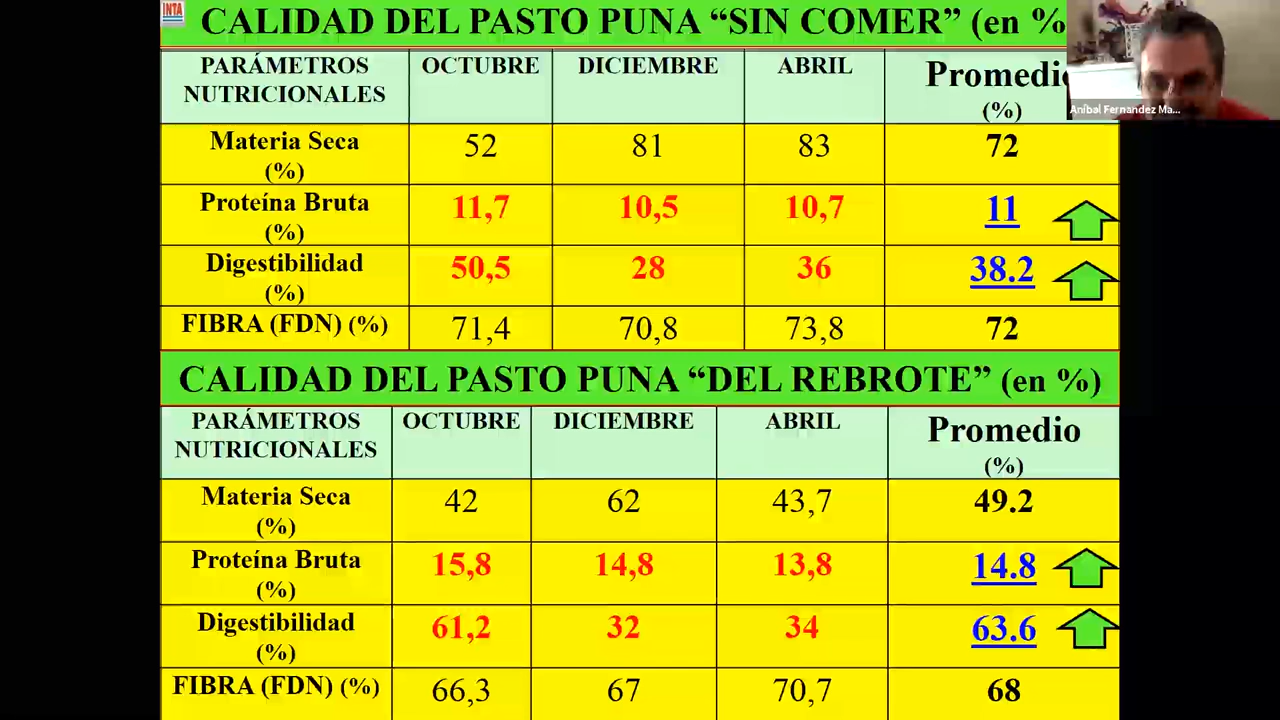 INTA
CALIDAD DEL PASTO PUNA “SIN COMER” (en %
PARÁMETROS NUTRICIONALES OCTUBRE DICIEMBRE ABRIL Promedio (%)
Materia Seca (%) 52 81 83 72
Proteína Bruta (%) 11,7 10,5 10,7 11
Digestibilidad (%) 50,5 28 36 38.2
FIBRA (FDN) (%) 71,4 70,8 73,8 72
CALIDAD DEL PASTO PUNA “DEL REBROTE” (en %)
PARÁMETROS NUTRICIONALES OCTUBRE DICIEMBRE ABRIL Promedio (%)
Materia Seca (%) 42 62 43,7 49.2
Proteína Bruta (%) 15,8 14,8 13,8 14.8
Digestibilidad (%) 61,2 32 34 63.6
FIBRA (FDN) (%) 66,3 67 70,7 68
Aníbal Fernandez Ma...